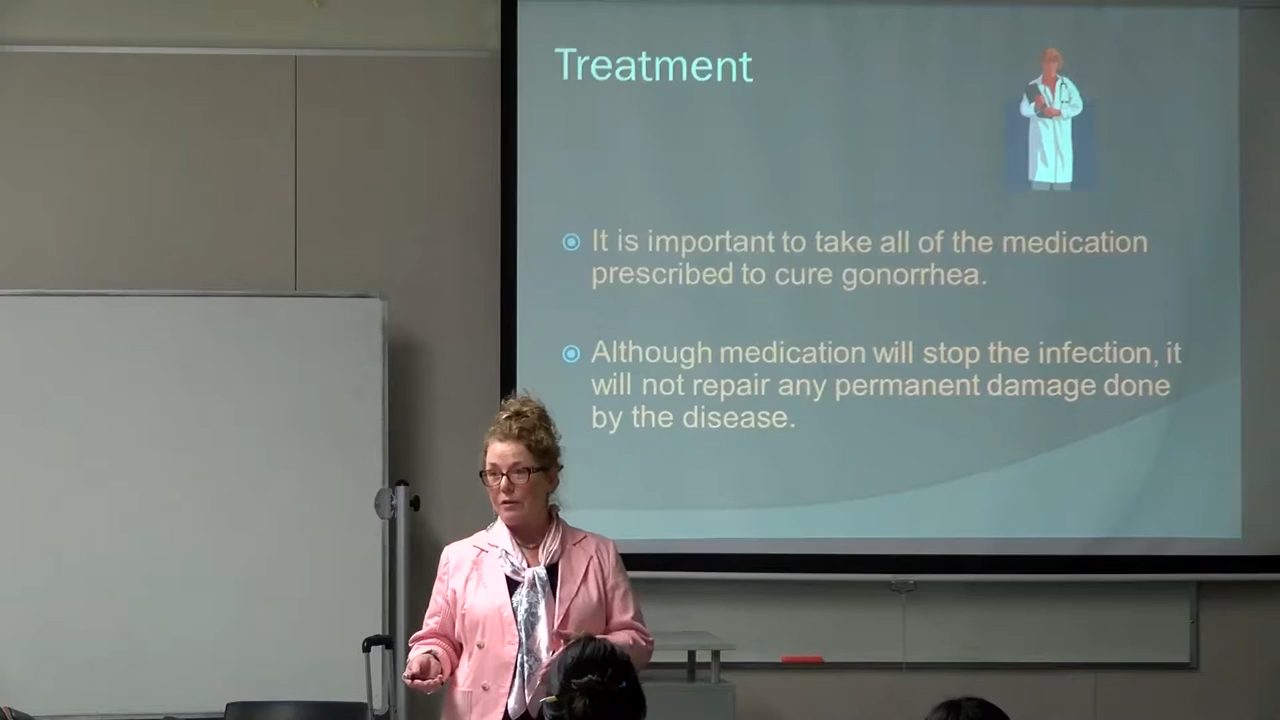 Treatment
It is important to take all of the medication
prescribed to cure gonorrhea.
Although medication will stop the infection, it
will not repair any permanent damage done
by the disease.